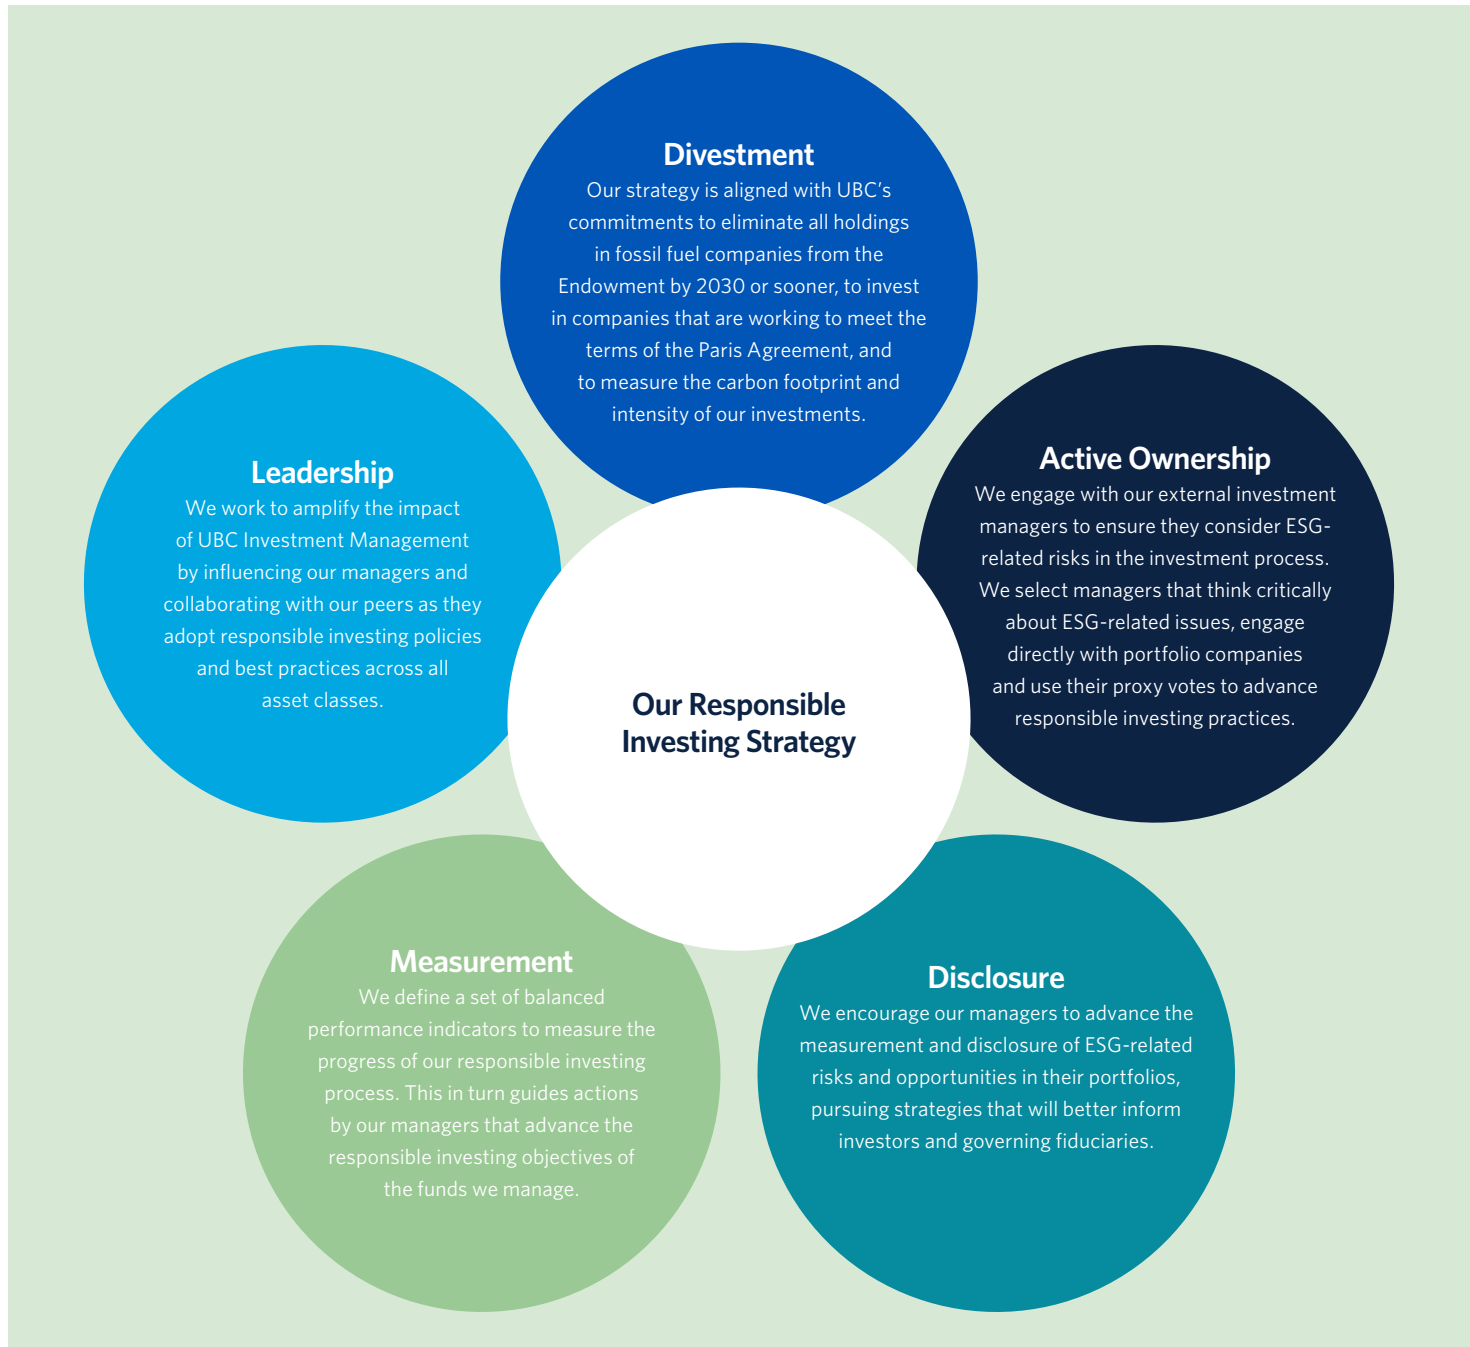 Divestment
Our strategy is aligned with UBC’s
commitments to eliminate all holdings
in fossil fuel companies from the
Endowment by 2030 or sooner, to invest
in companies that are working to meet the
terms of the Paris Agreement, and
to measure the carbon footprint and
intensity of our investments.
Active Ownership
We engage with our external investment
managers to ensure they consider ESG-
related risks in the investment process.
We select managers that think critically
about ESG-related issues, engage
directly with portfolio companies
and use their proxy votes to advance
responsible investing practices.
Leadership
We work to amplify the impact
of UBC Investment Management
by influencing our managers and
collaborating with our peers as they
adopt responsible investing policies
and best practices across all
asset classes.
Our Responsible
Investing Strategy
Measurement
We define a set of balanced
performance indicators to measure the
progress of our responsible investing
process. This in turn guides actions
by our managers that advance the
responsible investing objectives of
the funds we manage.
Disclosure
We encourage our managers to advance the
measurement and disclosure of ESG-related
risks and opportunities in their portfolios,
pursuing strategies that will better inform
investors and governing fiduciaries.